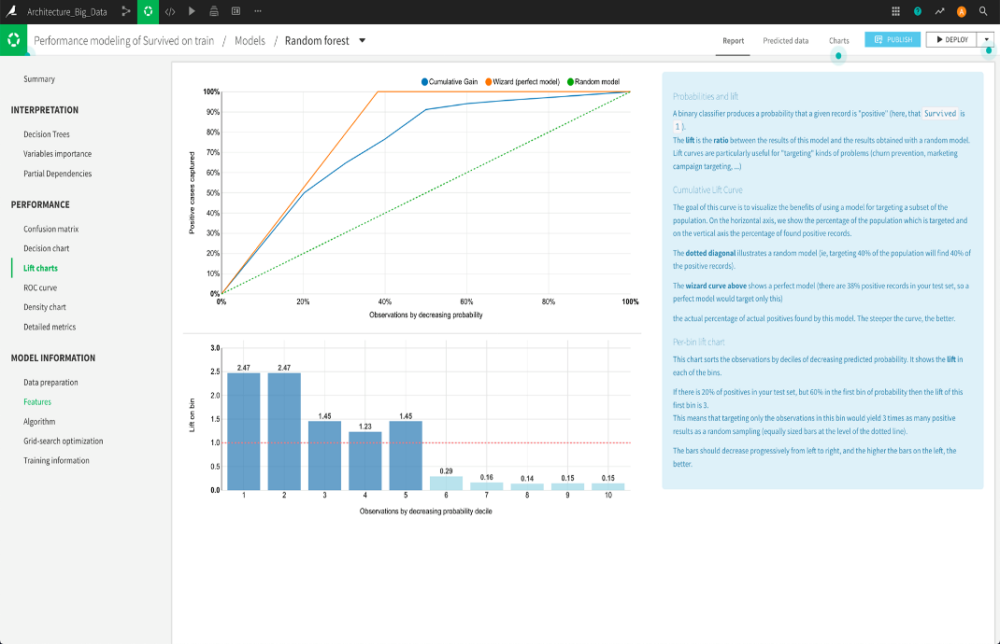 Architecture_Big_Data
Performance modeling of Survived on train / Models / Random forest
Report
Predicted data
Charts
PUBLISH
DEPLOY
A
Summary
INTERPRETATION
Decision Trees
Variables importance
Partial Dependencies
PERFORMANCE
Confusion matrix
Decision chart
Lift charts
ROC curve
Density chart
Detailed metrics
MODEL INFORMATION
Data preparation
Features
Algorithm
Grid-search optimization
Training information
Cumulative Gain
Wizard (perfect model)
Random model
Positive cases captured
100%
90%
80%
70%
60%
50%
40%
30%
20%
10%
0%
0% 20% 40% 60% 80% 100%
Observations by decreasing probability
Lift on bin
3.0
2.5
2.0
1.5
1.0
0.5
0.0
2.47 2.47 1.45 1.23 1.45 0.29 0.16 0.14 0.15 0.15
1 2 3 4 5 6 7 8 9 10
Observations by decreasing probability decile
Probabilities and lift
A binary classifier produces a probability that a given record is "positive" (here, that Survived is
1 ).
The lift is the ratio between the results of this model and the results obtained with a random model.
Lift curves are particularly useful for "targeting" kinds of problems (churn prevention, marketing
campaign targeting, ...)
Cumulative Lift Curve
The goal of this curve is to visualize the benefits of using a model for targeting a subset of the
population. On the horizontal axis, we show the percentage of the population which is targeted and
on the vertical axis the percentage of found positive records.
The dotted diagonal illustrates a random model (ie, targeting 40% of the population will find 40% of
the positive records).
The wizard curve above shows a perfect model (there are 38% positive records in your test set, so a
perfect model would target only this)
the actual percentage of actual positives found by this model. The steeper the curve, the better.
Per-bin lift chart
This chart sorts the observations by deciles of decreasing predicted probability. It shows the lift in
each of the bins.
If there is 20% of positives in your test set, but 60% in the first bin of probability then the lift of this
first bin is 3.
This means that targeting only the observations in this bin would yield 3 times as many positive
results as a random sampling (equally sized bars at the level of the dotted line).
The bars should decrease progressively from left to right, and the higher the bars on the left, the
better.